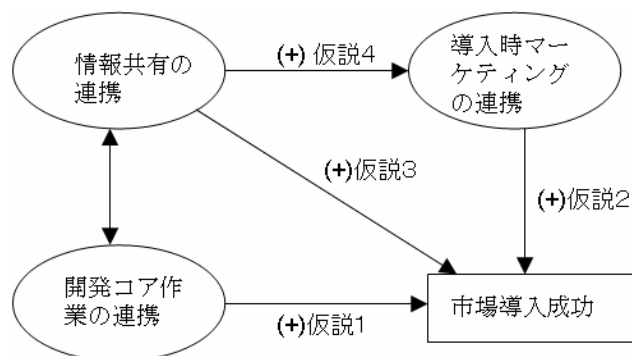 情報共有の
連携
(+) 仮説4
導入時マー
ケティング
の連携
(+)仮説3
(+)仮説2
開発コア作
業の連携
(+)仮説1
市場導入成功